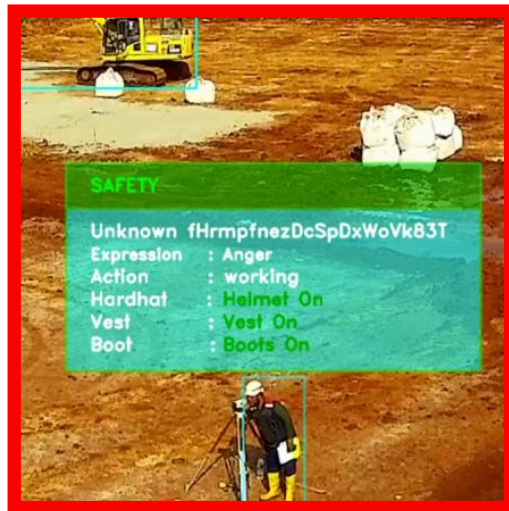 SAFETY
Unknown fHrmpfnezDcSpDxWoVk83T
Expression : Anger
Action : working
Hardhat : Helmet On
Vest : Vest On
Boot : Boots On